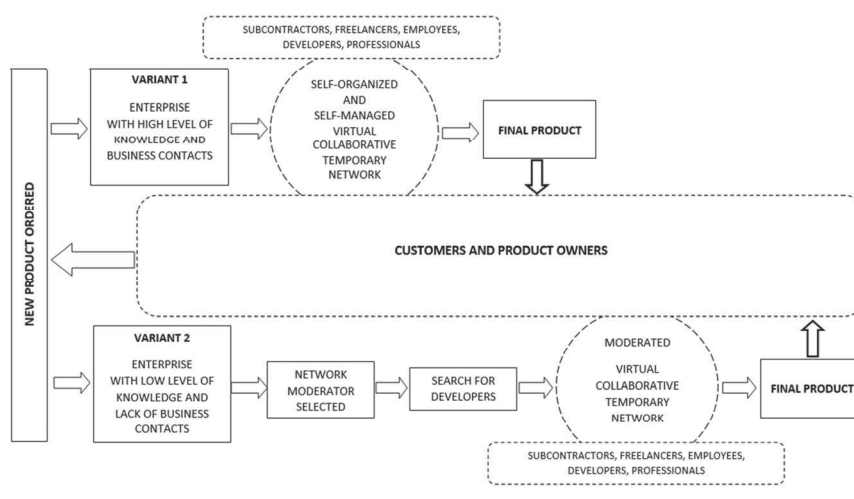 SUBCONTRACTORS, FREELANCERS, EMPLOYEES,
DEVELOPERS, PROFESSIONALS
NEW PRODUCT ORDERED
VARIANT 1
ENTERPRISE
WITH HIGH LEVEL OF
KNOWLEDGE AND
BUSINESS CONTACTS
SELF-ORGANIZED
AND
SELF-MANAGED
VIRTUAL
COLLABORATIVE
TEMPORARY
NETWORK
FINAL PRODUCT
CUSTOMERS AND PRODUCT OWNERS
VARIANT 2
ENTERPRISE
WITH LOW LEVEL OF
KNOWLEDGE AND
LACK OF BUSINESS
CONTACTS
NETWORK
MODERATOR
SELECTED
SEARCH FOR
DEVELOPERS
MODERATED
VIRTUAL
COLLABORATIVE
TEMPORARY
NETWORK
FINAL PRODUCT
SUBCONTRACTORS, FREELANCERS, EMPLOYEES,
DEVELOPERS, PROFESSIONALS